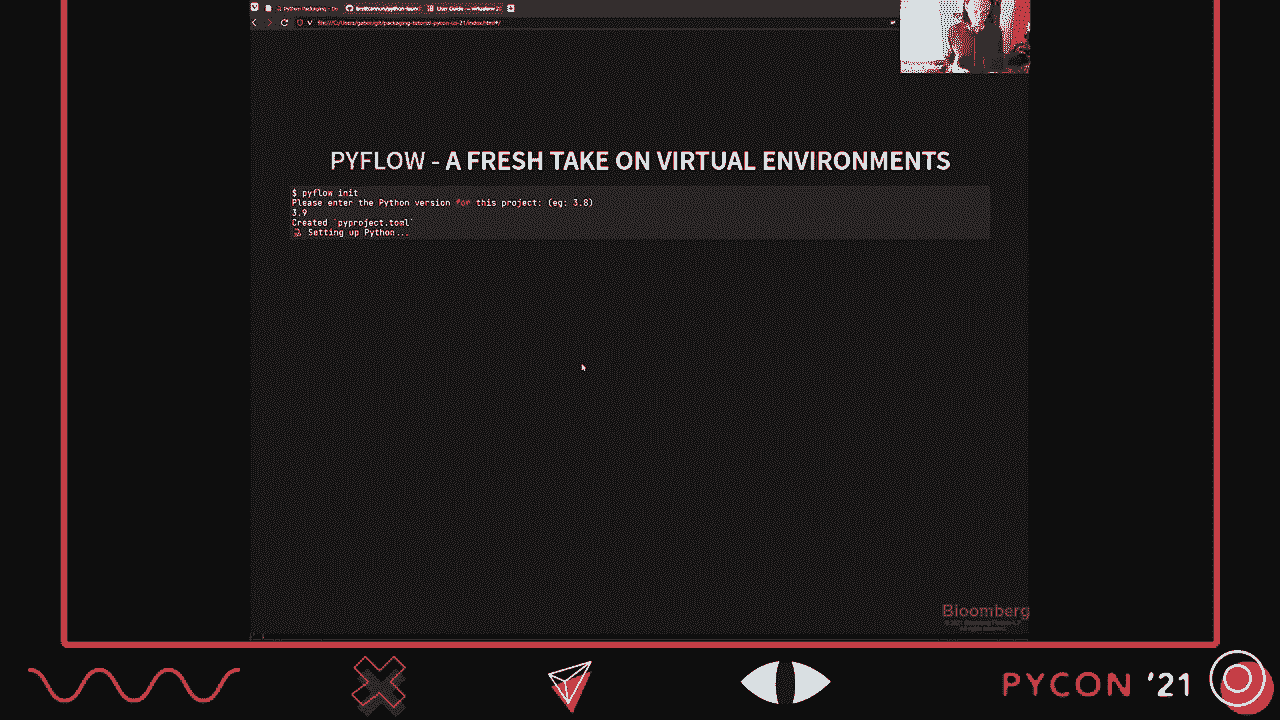 PYFLOW - A FRESH TAKE ON VIRTUAL ENVIRONMENTS
$ pyflow init
Please enter the Python version for this project: (eg: 3.8)
3.9
Created `pyproject.toml`
Setting up Python...
Bloomberg
PYCON '21